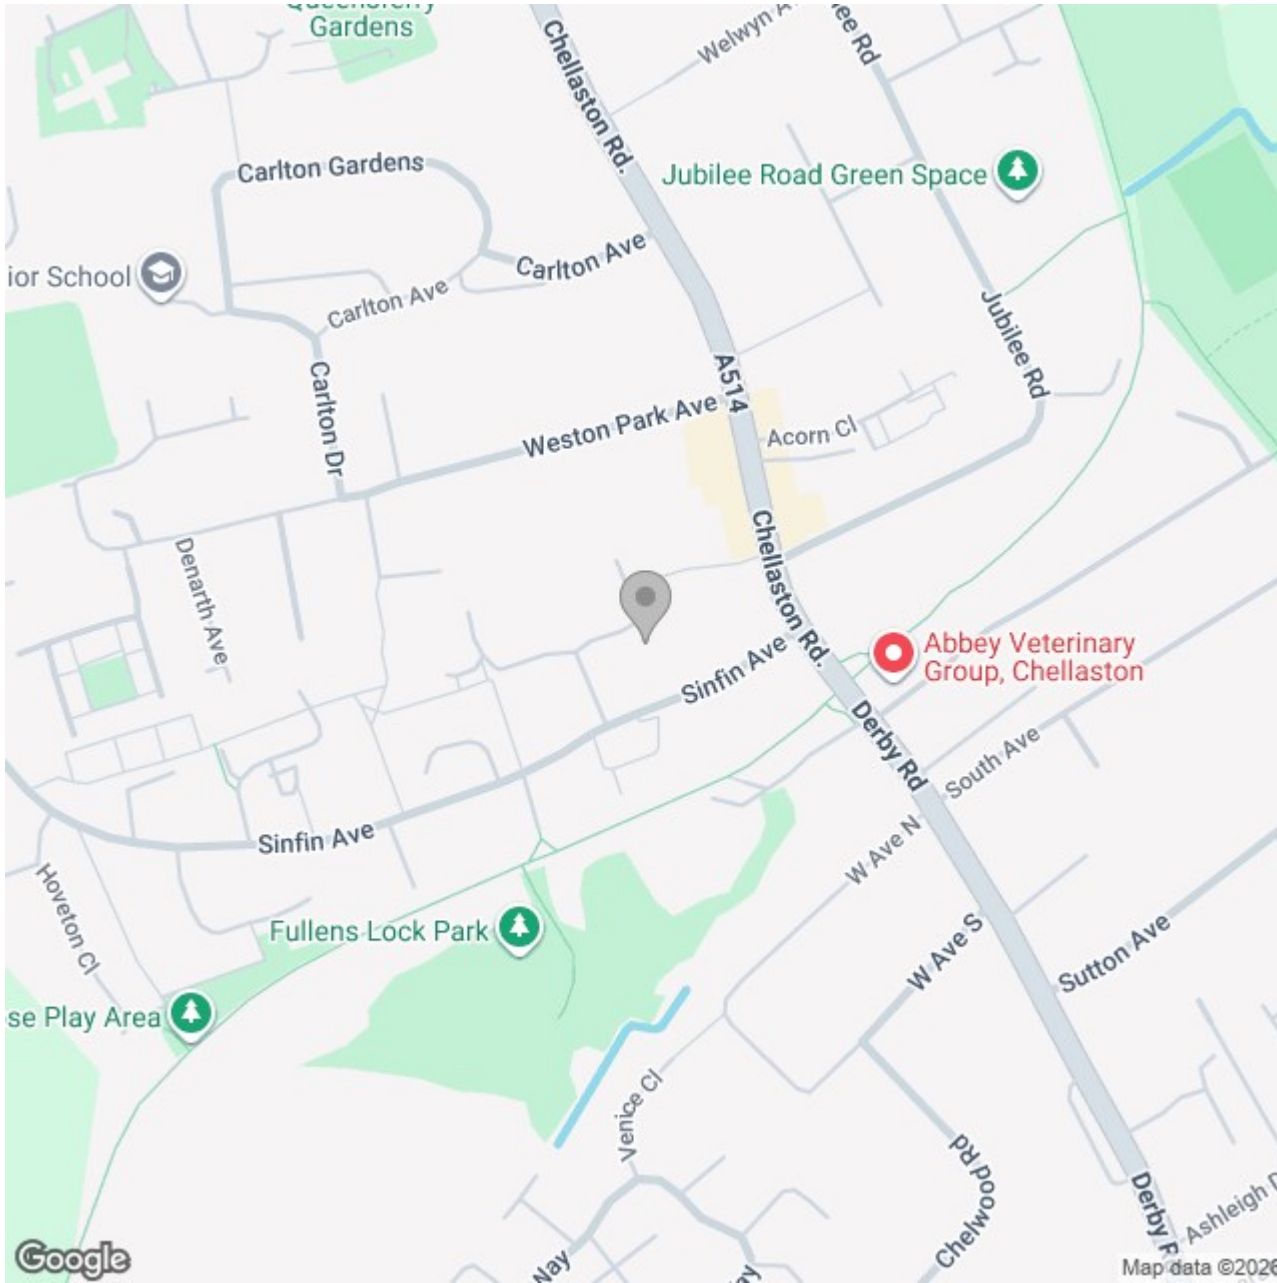 Gardens
Chellaston Rd.
Welwyn A
ee Rd
Carlton Gardens
Jubilee Road Green Space
Carlton Ave
ior School
Carlton Ave
Jubilee Rd
Carlton Dr
A514
Weston Park Ave
Acorn Cl
Denarth Ave
Chellaston Rd.
Abbey Veterinary
Group, Chellaston
Sinfin Ave
Derby Rd
South Ave
Sinfin Ave
W Ave N
Hoveton Cl
Fullens Lock Park
W Ave S
Sutton Ave
se Play Area
Venice Cl
Chelwood Rd
Derby R
Ashleigh D
Google
Map data ©2026